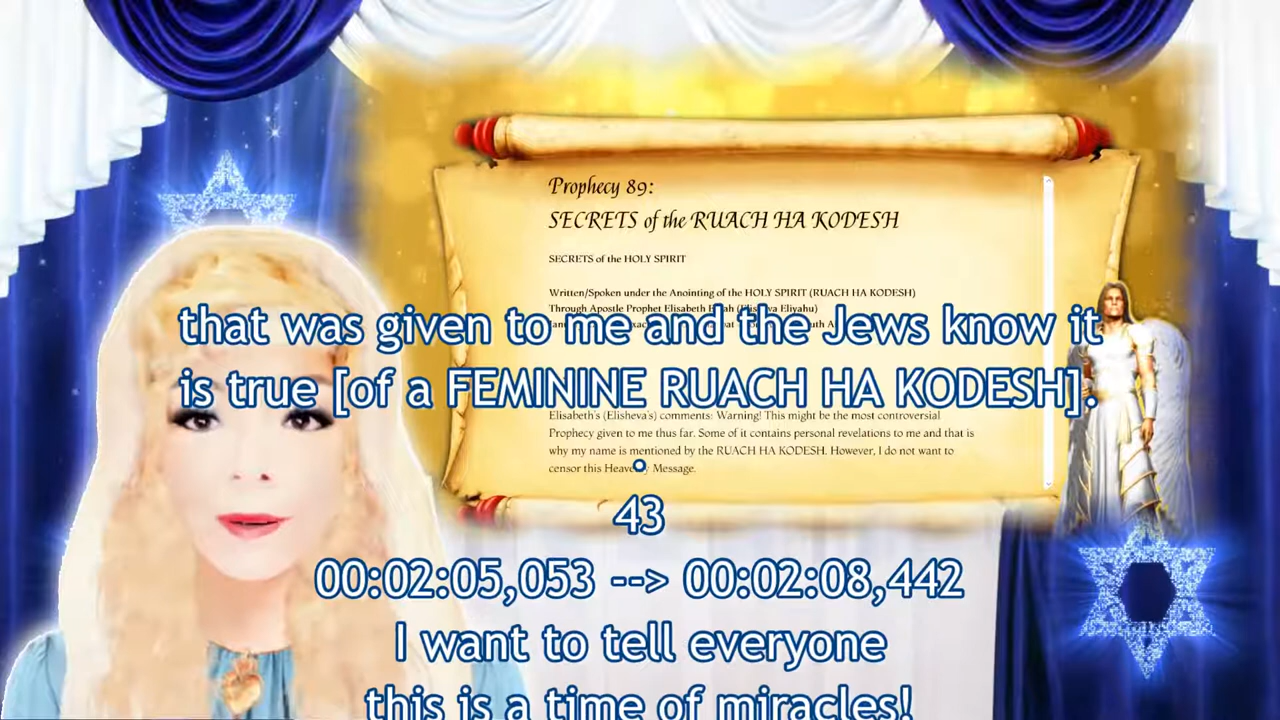 Prophecy 89:
SECRETS of the RUACH HA KODESH
SECRETS of the HOLY SPIRIT
Written/Spoken under the Anointing of the HOLY SPIRIT (RUACH HA KODESH)
Through Apostle Prophet Elisabeth
that was given to me and the Jews know it
is true [of a FEMININE RUACH HA KODESH].
Elisabeth's (Elisheva's) comments: Warning! This might be the most controversial
Prophecy given to me thus far. Some of it contains personal revelations to me and that is
why my name is mentioned by the RUACH HA KODESH. However, I do not want to
censor this Message.
43
00:02:05,053 --> 00:02:08,442
I want to tell everyone
this is a time of miracles!